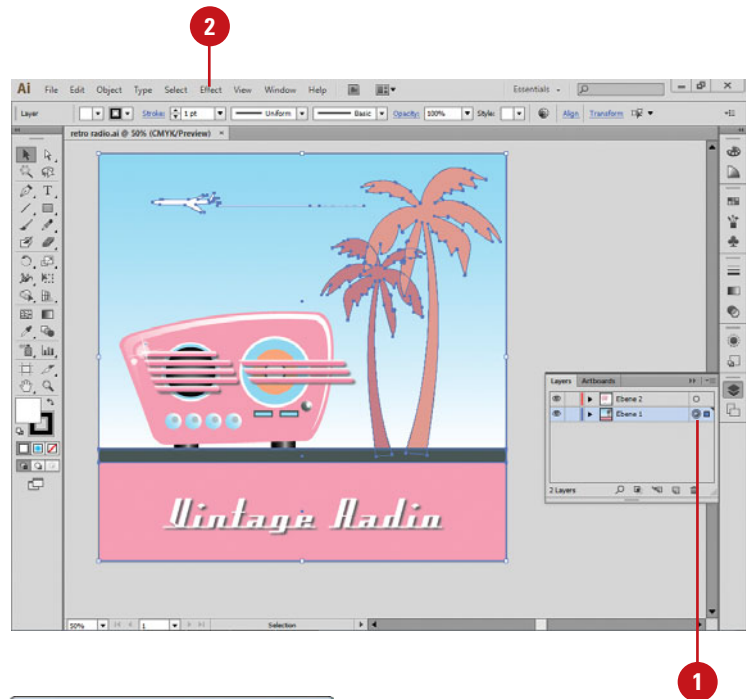 2
Ai File Edit Object Type Select Effect View Window Help Br Essentials
Layer Stroke: 1 pt Uniform Basic Opacity: 100% Style: Align Transform
retro radio.ai @ 50% (CMYK/Preview) ×
Vintage Radio
Layers Artboards
Ebene 2
Ebene 1
2 Layers
50% 1 Selection
1